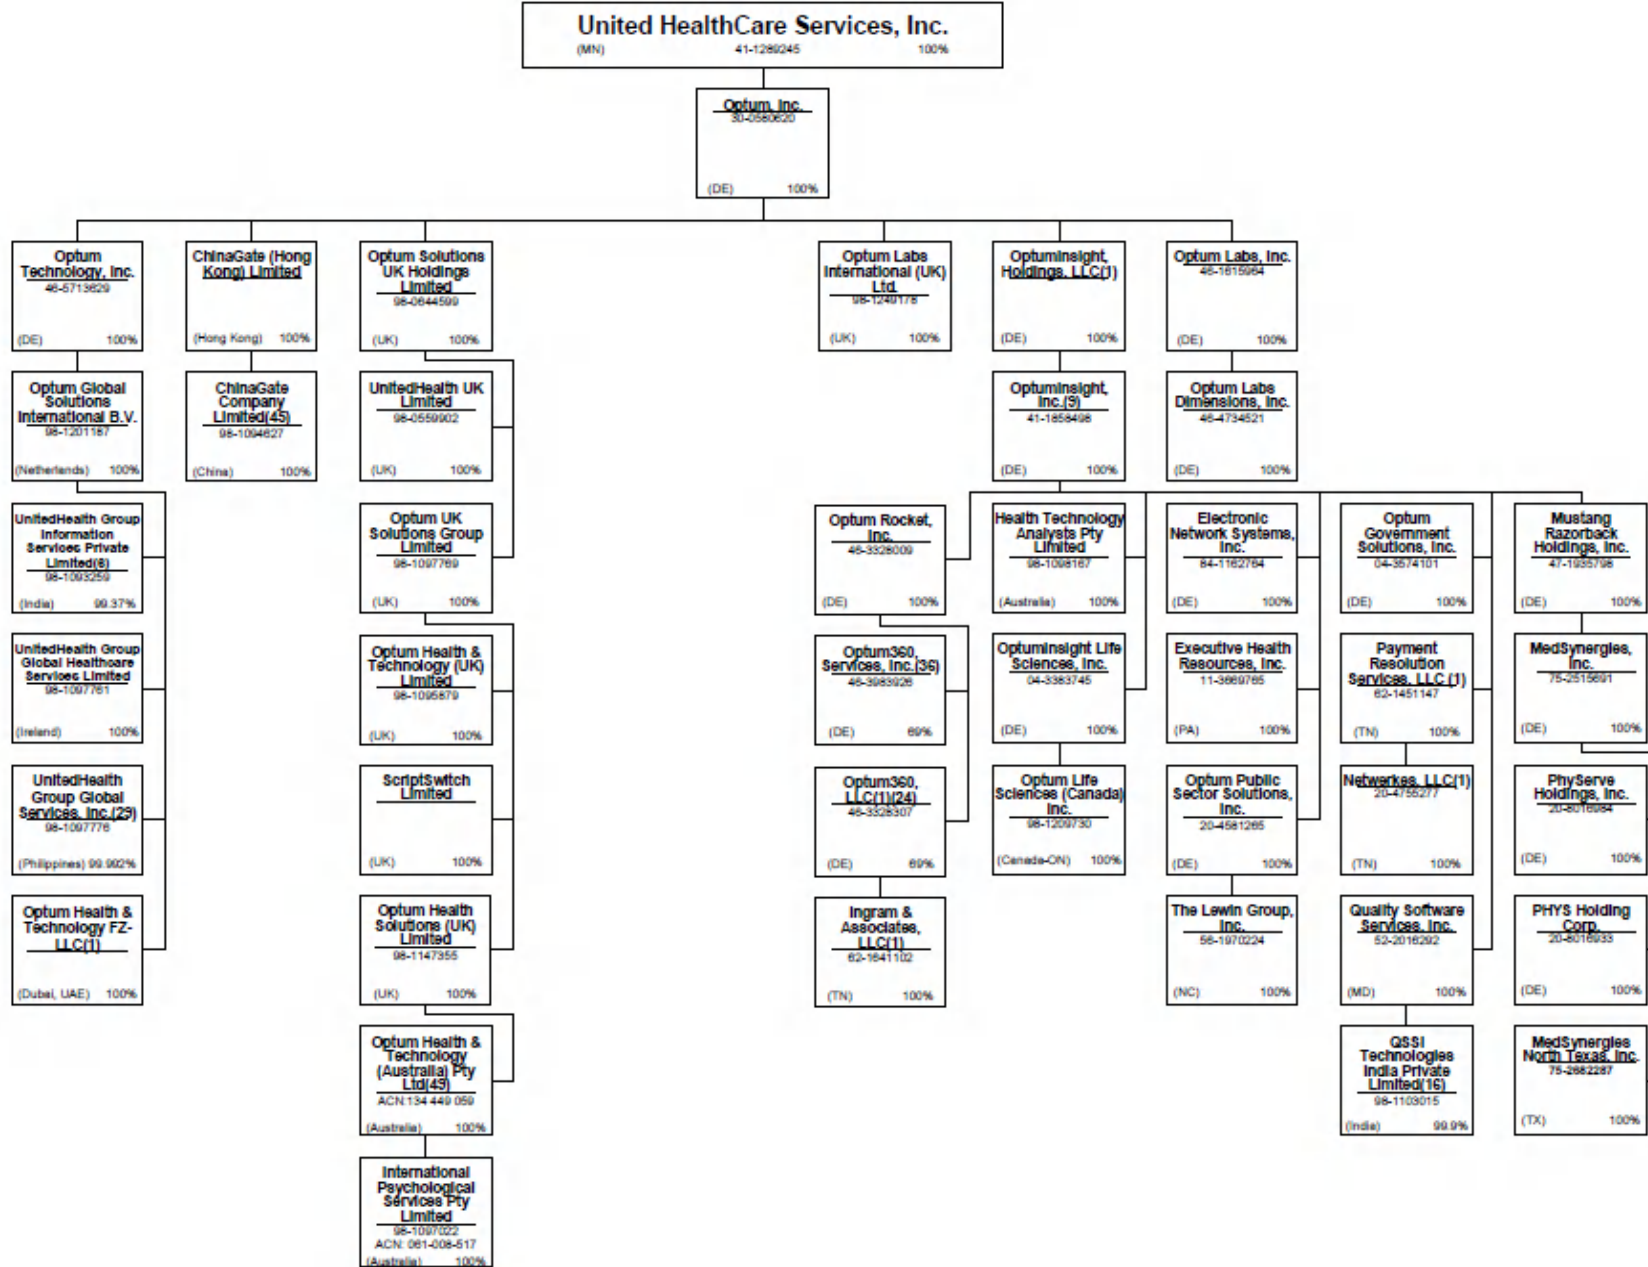 United HealthCare Services, Inc.
(MN) 41-1289245 100%
Optum, Inc.
30-0580620
(DE) 100%
Optum
Technology, Inc.
46-5713629
(DE) 100%
ChinaGate (Hong
Kong) Limited
(Hong Kong) 100%
Optum Solutions
UK Holdings
Limited
98-0644599
(UK) 100%
Optum Labs
International (UK)
Ltd.
98-1249178
(UK) 100%
OptumInsight,
Holdings, LLC(1)
(DE) 100%
Optum Labs, Inc.
46-1615964
(DE) 100%
Optum Global
Solutions
International B.V.
98-1201187
(Netherlands) 100%
ChinaGate
Company
Limited(45)
98-1094627
(China) 100%
UnitedHealth UK
Limited
98-0559902
(UK) 100%
OptumInsight,
Inc.(9)
41-1858498
(DE) 100%
Optum Labs
Dimensions, Inc.
46-4734521
(DE) 100%
UnitedHealth Group
Information
Services Private
Limited(6)
98-1093259
(India) 99.37%
Optum UK
Solutions Group
Limited
98-1097769
(UK) 100%
Optum Rocket,
Inc.
46-3328009
(DE) 100%
Health Technology
Analysts Pty
Limited
98-1098167
(Australia) 100%
Electronic
Network Systems,
Inc.
84-1162764
(DE) 100%
Optum
Government
Solutions, Inc.
04-3574101
(DE) 100%
Mustang
Razorback
Holdings, Inc.
47-1935798
(DE) 100%
UnitedHealth Group
Global Healthcare
Services Limited
98-1097761
(Ireland) 100%
Optum Health &
Technology (UK)
Limited
98-1095879
(UK) 100%
Optum360,
Services, Inc.(36)
46-3983926
(DE) 69%
OptumInsight Life
Sciences, Inc.
04-3383745
(DE) 100%
Executive Health
Resources, Inc.
11-3669765
(PA) 100%
Payment
Resolution
Services, LLC (1)
62-1451147
(TN) 100%
MedSynergies,
Inc.
75-2515691
(DE) 100%
UnitedHealth
Group Global
Services, Inc.(29)
98-1097776
(Philippines) 99.992%
ScriptSwitch
Limited
(UK) 100%
Optum360,
LLC(1)(24)
46-3328307
(DE) 69%
Optum Life
Sciences (Canada)
Inc.
98-1209730
(Canada-ON) 100%
Optum Public
Sector Solutions,
Inc.
20-4581265
(DE) 100%
Netwerkes, LLC(1)
20-4755277
(TN) 100%
PhyServe
Holdings, Inc.
20-8016984
(DE) 100%
Optum Health &
Technology FZ-
LLC(1)
(Dubai, UAE) 100%
Optum Health
Solutions (UK)
Limited
98-1147355
(UK) 100%
Ingram &
Associates,
LLC(1)
62-1641102
(TN) 100%
The Lewin Group,
Inc.
56-1970224
(NC) 100%
Quality Software
Services, Inc.
52-2016292
(MD) 100%
PHYS Holding
Corp.
20-8016933
(DE) 100%
Optum Health &
Technology
(Australia) Pty
Ltd(49)
ACN:134 449 059
(Australia) 100%
QSSI
Technologies
India Private
Limited(16)
98-1103015
(India) 99.9%
MedSynergies
North Texas, Inc.
75-2682287
(TX) 100%
International
Psychological
Services Pty
Limited
98-1097022
ACN: 061-008-517
(Australia) 100%